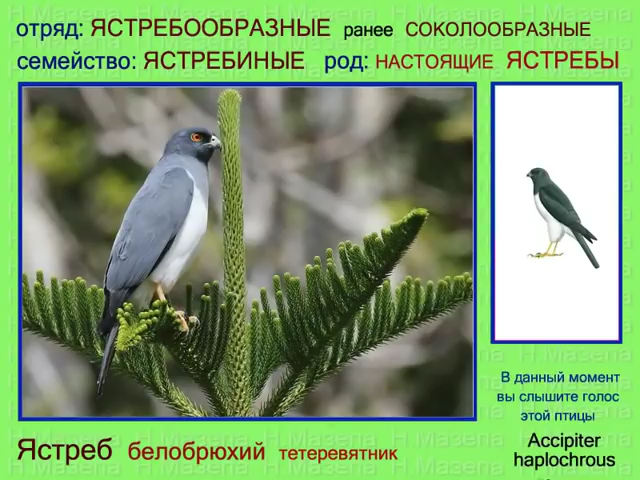 отряд: ЯСТРЕБООБРАЗНЫЕ ранее СОКОЛООБРАЗНЫЕ
семейство: ЯСТРЕБИНЫЕ род: НАСТОЯЩИЕ ЯСТРЕБЫ
В данный момент
вы слышите голос
этой птицы
Ястреб белобрюхий тетеревятник
Accipiter
haplochrous